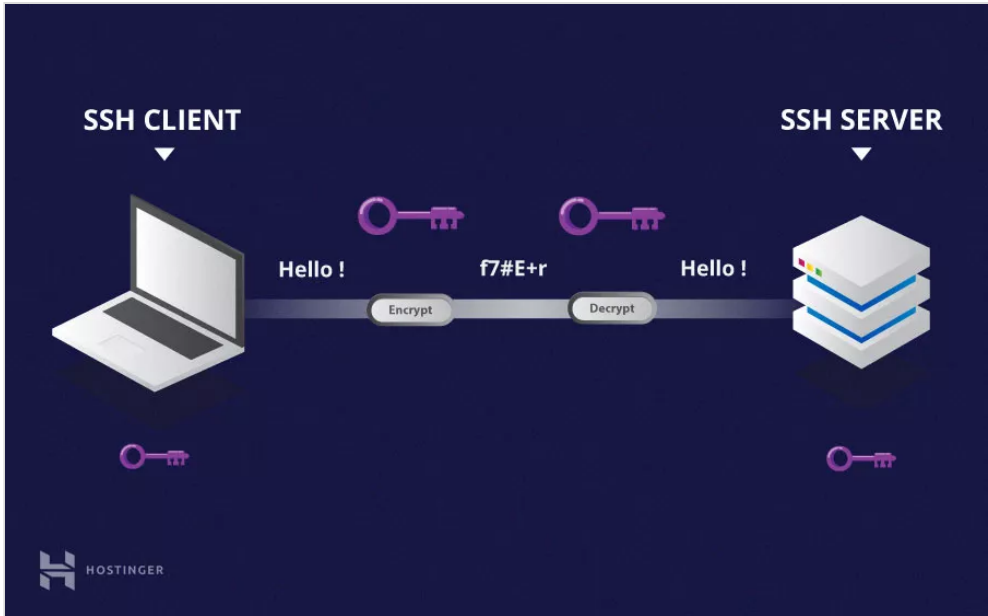 SSH CLIENT
SSH SERVER
Hello !
f7#E+r
Hello !
Encrypt
Decrypt
HOSTINGER